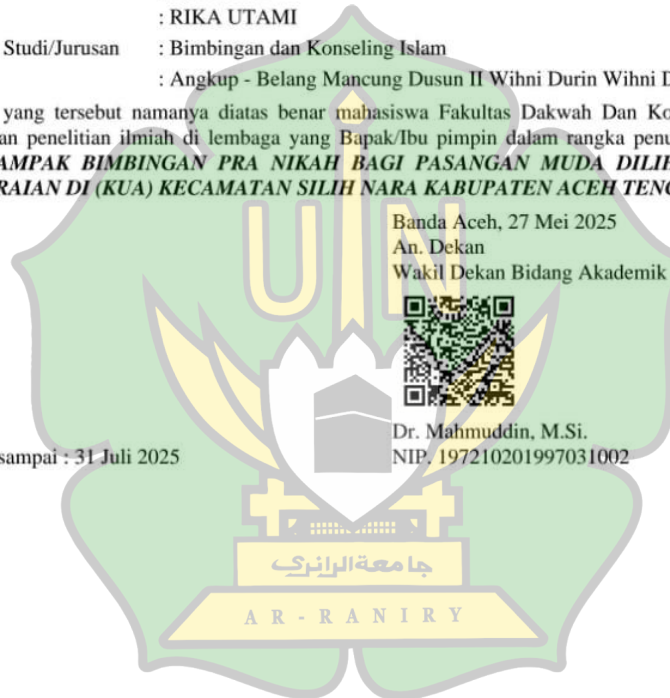 : RIKA UTAMI
Studi/Jurusan : Bimbingan dan Konseling Islam
: Angkup - Belang Mancung Dusun II Wihni Durin Wihni D
yang tersebut namanya diatas benar mahasiswa Fakultas Dakwah Dan Ko
an penelitian ilmiah di lembaga yang Bapak/Ibu pimpin dalam rangka penu
AMPAK BIMBINGAN PRA NIKAH BAGI PASANGAN MUDA DILIH
RAIAN DI (KUA) KECAMATAN SILIH NARA KABUPATEN ACEH TENG
Banda Aceh, 27 Mei 2025
An. Dekan
Wakil Dekan Bidang Akademik
UIN
Dr. Mahmuddin, M.Si.
sampai : 31 Juli 2025 NIP. 197210201997031002
جامعة الرانري
AR-RANIRY